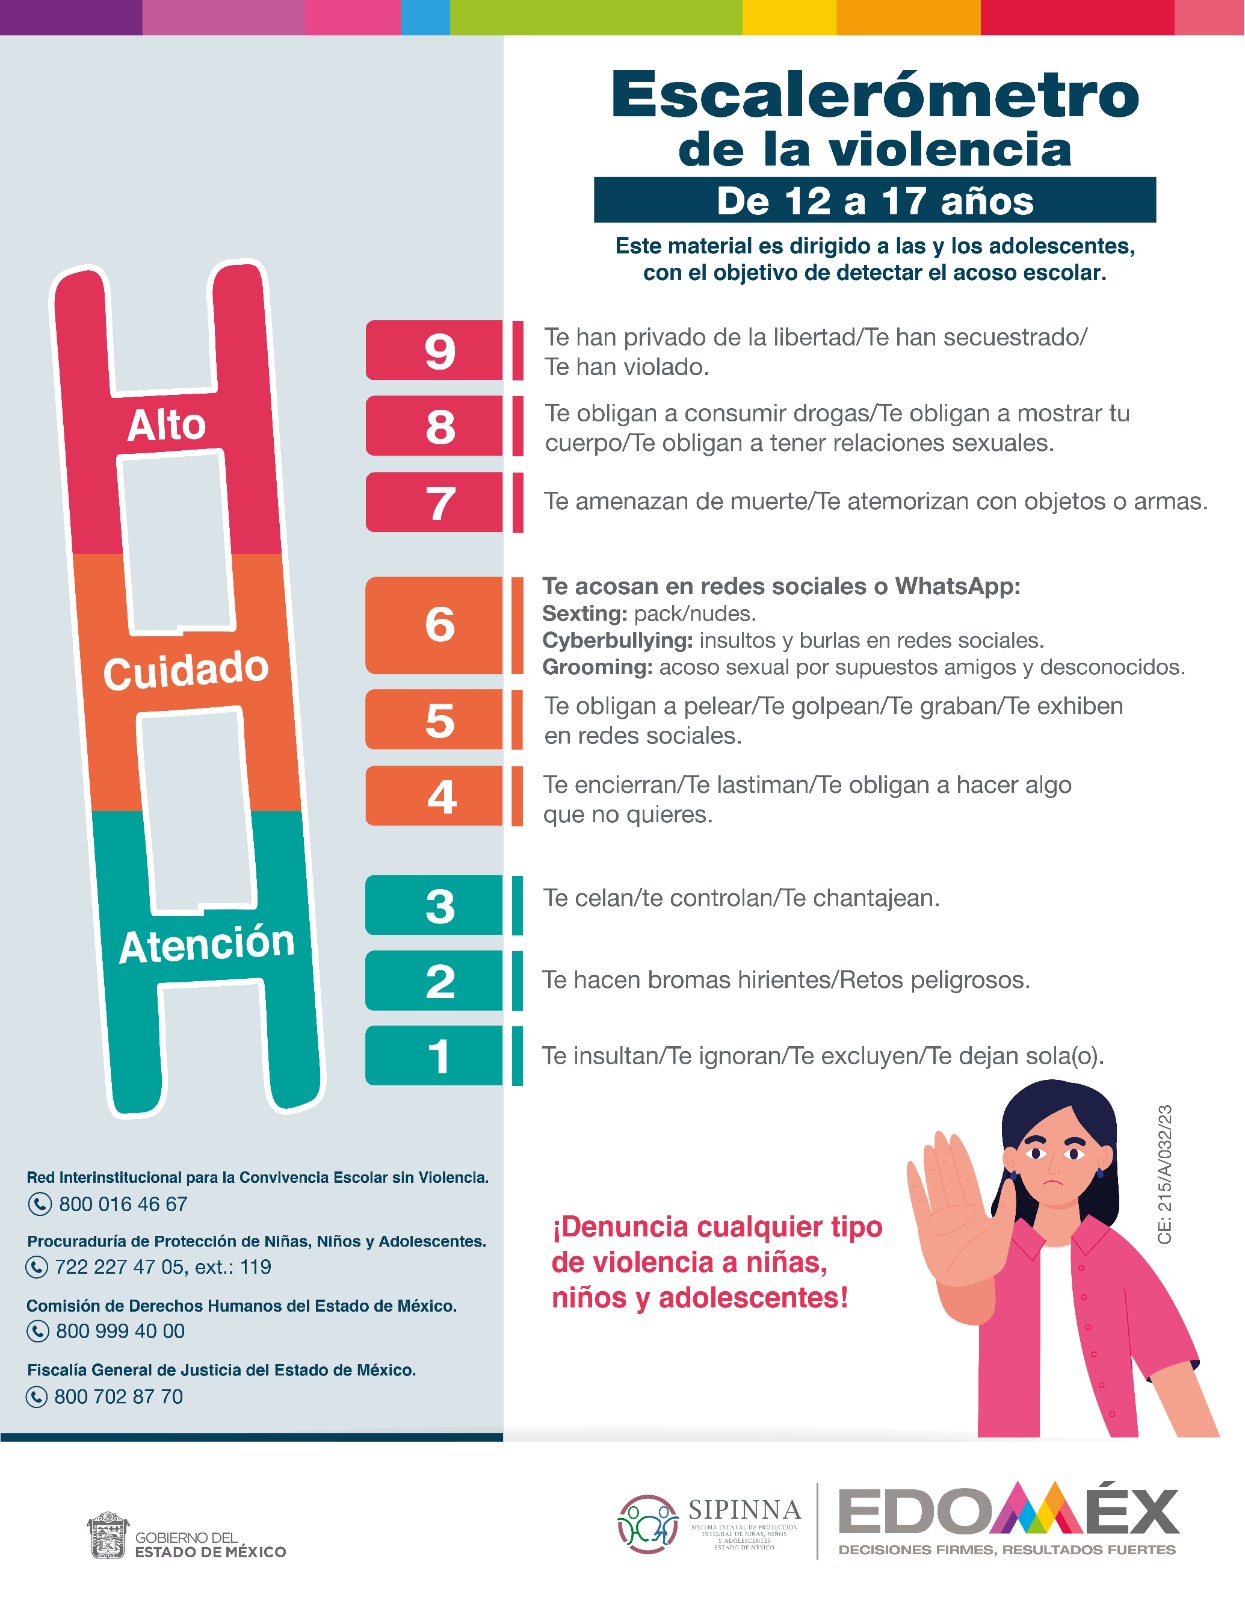 Escalerómetro
de la violencia
De 12 a 17 años
Este material es dirigido a las y los adolescentes,
con el objetivo de detectar el acoso escolar.
Alto
Cuidado
Atención
9
Te han privado de la libertad/Te han secuestrado/
Te han violado.
8
Te obligan a consumir drogas/Te obligan a mostrar tu
cuerpo/Te obligan a tener relaciones sexuales.
7
Te amenazan de muerte/Te atemorizan con objetos o armas.
6
Te acosan en redes sociales o WhatsApp:
Sexting: pack/nudes.
Cyberbullying: insultos y burlas en redes sociales.
Grooming: acoso sexual por supuestos amigos y desconocidos.
5
Te obligan a pelear/Te golpean/Te graban/Te exhiben
en redes sociales.
4
Te encierran/Te lastiman/Te obligan a hacer algo
que no quieres.
3
Te celan/te controlan/Te chantajean.
2
Te hacen bromas hirientes/Retos peligrosos.
1
Te insultan/Te ignoran/Te excluyen/Te dejan sola(o).
Red Interinstitucional para la Convivencia Escolar sin Violencia.
800 016 46 67
Procuraduría de Protección de Niñas, Niños y Adolescentes.
722 227 47 05, ext.: 119
Comisión de Derechos Humanos del Estado de México.
800 999 40 00
Fiscalía General de Justicia del Estado de México.
800 702 87 70
¡Denuncia cualquier tipo
de violencia a niñas,
niños y adolescentes!
CE: 215/A/032/23
GOBIERNO DEL
ESTADO DE MÉXICO
SIPINNA
SISTEMA ESTATAL DE PROTECCIÓN
INTEGRAL DE NIÑAS, NIÑOS
Y ADOLESCENTES
ESTADO DE MÉXICO
EDOMÉX
DECISIONES FIRMES, RESULTADOS FUERTES